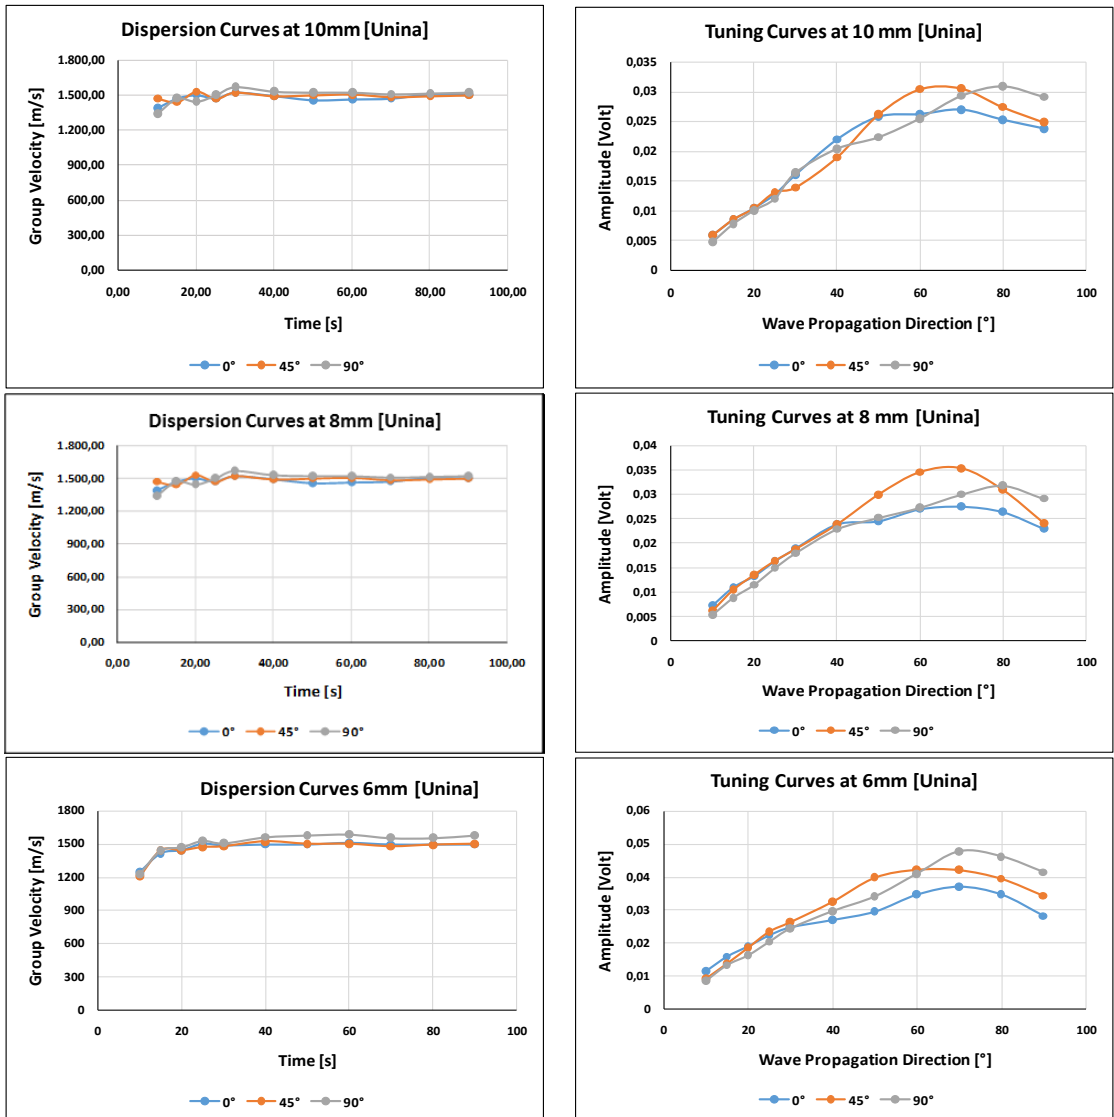 Dispersion Curves at 10mm [Unina]
Group Velocity [m/s]
1.800,00
1.500,00
1.200,00
900,00
600,00
300,00
0,00
0,00 20,00 40,00 60,00 80,00 100,00
Time [s]
0° 45° 90°
Tuning Curves at 10 mm [Unina]
Amplitude [Volt]
0,035
0,03
0,025
0,02
0,015
0,01
0,005
0
0 20 40 60 80 100
Wave Propagation Direction [°]
0° 45° 90°
Dispersion Curves at 8mm [Unina]
Group Velocity [m/s]
1.800,00
1.500,00
1.200,00
900,00
600,00
300,00
0,00
0,00 20,00 40,00 60,00 80,00 100,00
Time [s]
0° 45° 90°
Tuning Curves at 8 mm [Unina]
Amplitude [Volt]
0,04
0,035
0,03
0,025
0,02
0,015
0,01
0,005
0
0 20 40 60 80 100
Wave Propagation Direction [°]
0° 45° 90°
Dispersion Curves 6mm [Unina]
Group Velocity [m/s]
1800
1500
1200
900
600
300
0
0 20 40 60 80 100
Time [s]
0° 45° 90°
Tuning Curves at 6mm [Unina]
Amplitude [Volt]
0,06
0,05
0,04
0,03
0,02
0,01
0
0 20 40 60 80 100
Wave Propagation Direction [°]
0° 45° 90°